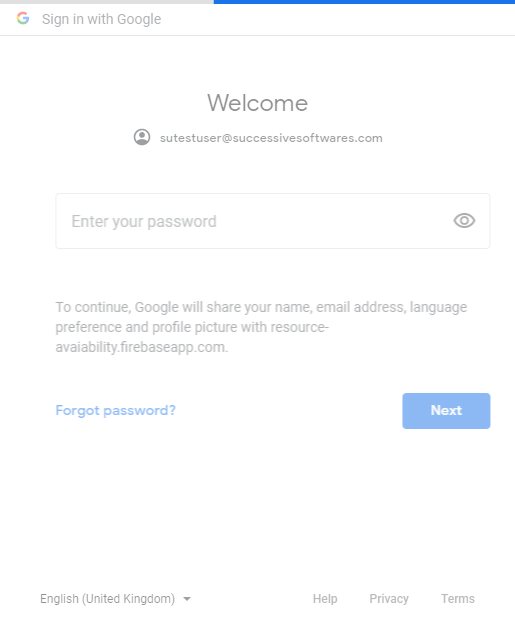 Sign in with Google
Welcome
sutestuser@successivesoftwares.com
Enter your password
To continue, Google will share your name, email address, language
preference and profile picture with resource-
avaiability.firebaseapp.com.
Forgot password?
Next
English (United Kingdom)
Help
Privacy
Terms